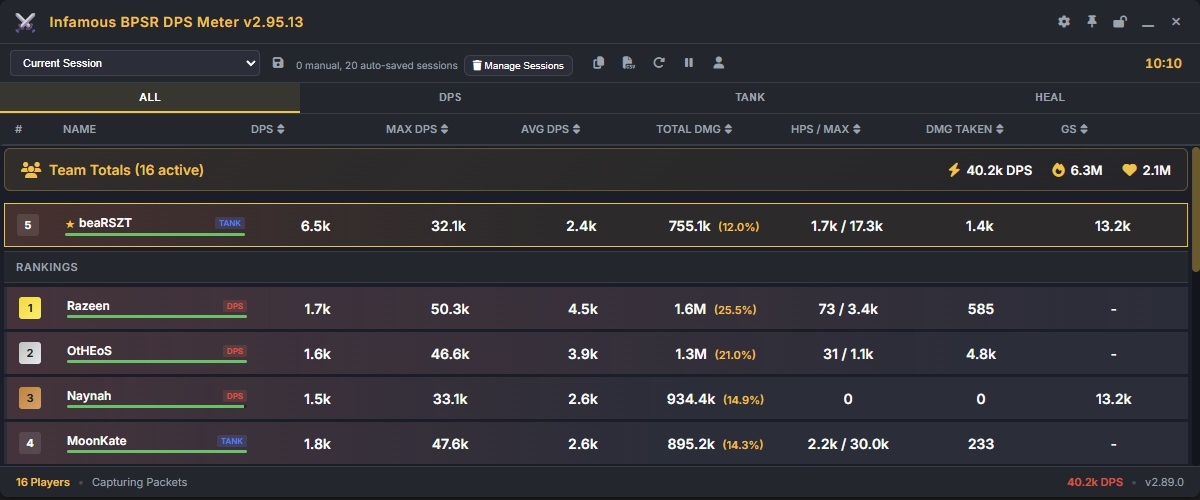 Infamous BPSR DPS Meter v2.95.13
Current Session 0 manual, 20 auto-saved sessions Manage Sessions 10:10
ALL DPS TANK HEAL
# NAME DPS MAX DPS AVG DPS TOTAL DMG HPS / MAX DMG TAKEN GS
Team Totals (16 active) 40.2k DPS 6.3M 2.1M
5 ★ beaRSZT TANK 6.5k 32.1k 2.4k 755.1k (12.0%) 1.7k / 17.3k 1.4k 13.2k
RANKINGS
1 Razeen DPS 1.7k 50.3k 4.5k 1.6M (25.5%) 73 / 3.4k 585 -
2 OtHEoS DPS 1.6k 46.6k 3.9k 1.3M (21.0%) 31 / 1.1k 4.8k -
3 Naynah DPS 1.5k 33.1k 2.6k 934.4k (14.9%) 0 0 13.2k
4 MoonKate TANK 1.8k 47.6k 2.6k 895.2k (14.3%) 2.2k / 30.0k 233 -
16 Players • Capturing Packets 40.2k DPS • v2.89.0